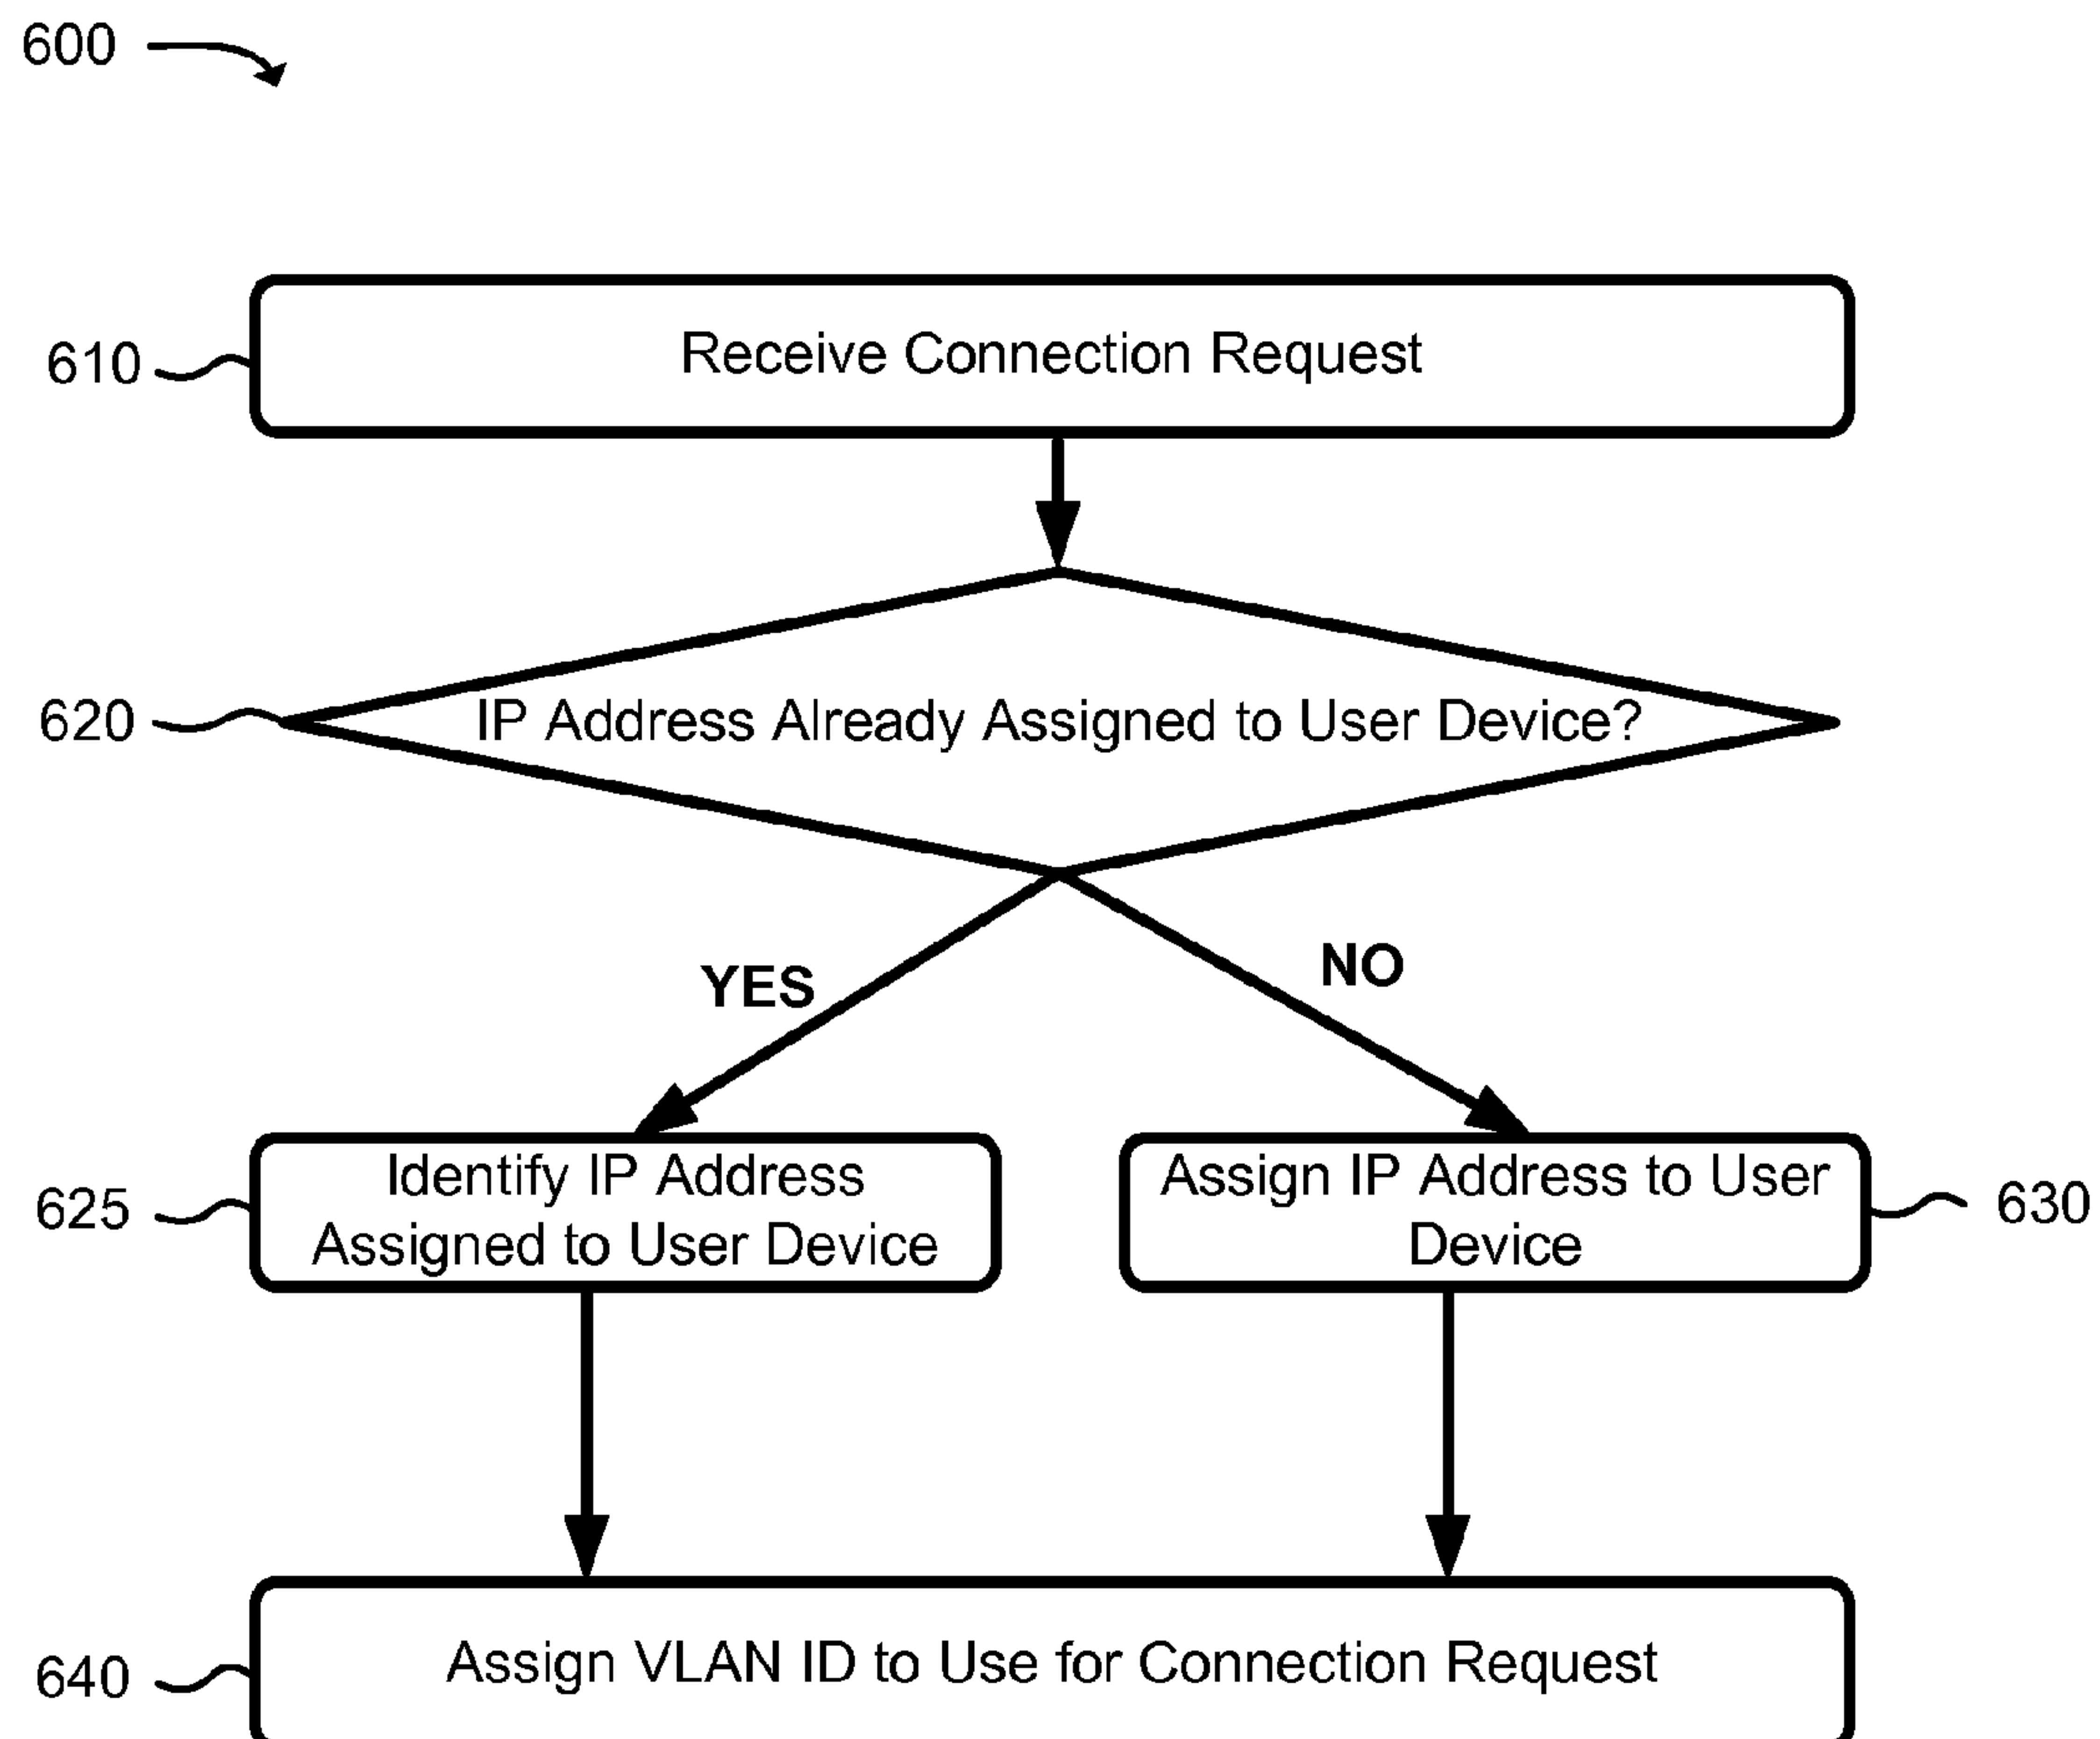 600
610
Receive Connection Request
620
IP Address Already Assigned to User Device?
YES
NO
625
Identify IP Address
Assigned to User Device
Assign IP Address to User
Device
630
640
Assign VLAN ID to Use for Connection Request